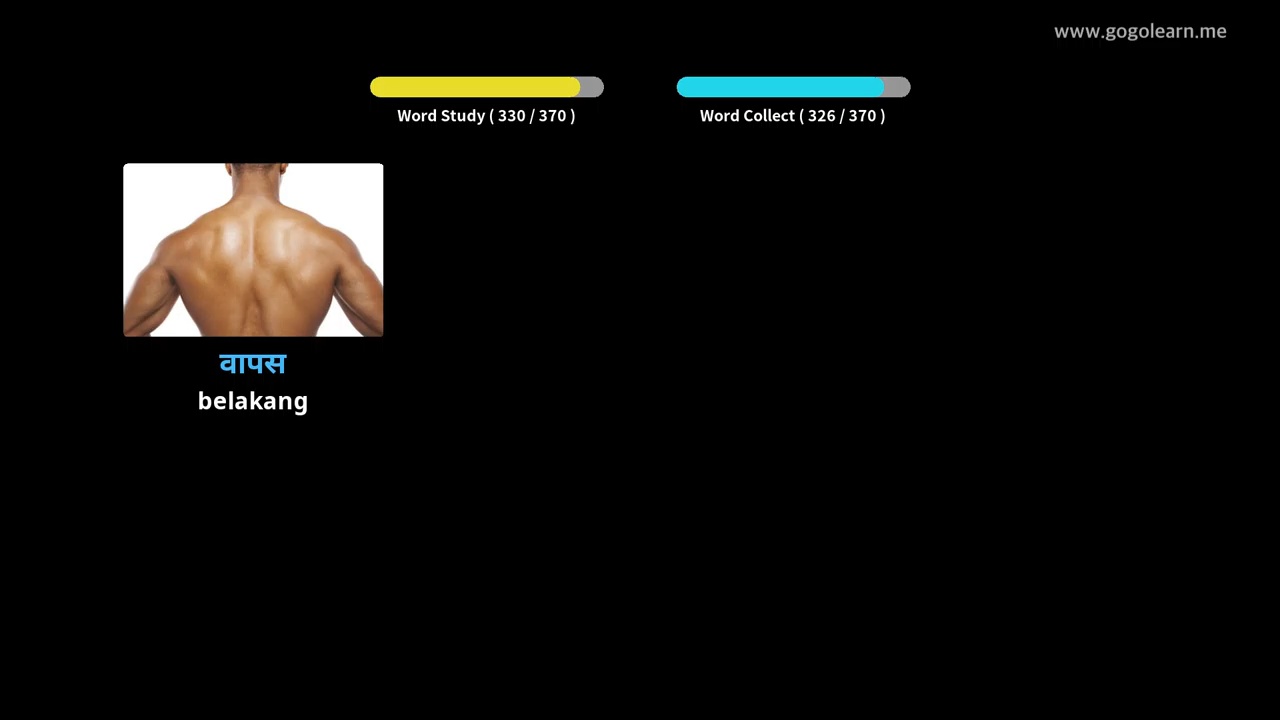 www.gogolearn.me
Word Study ( 330 / 370 )
Word Collect ( 326 / 370 )
वापस
belakang